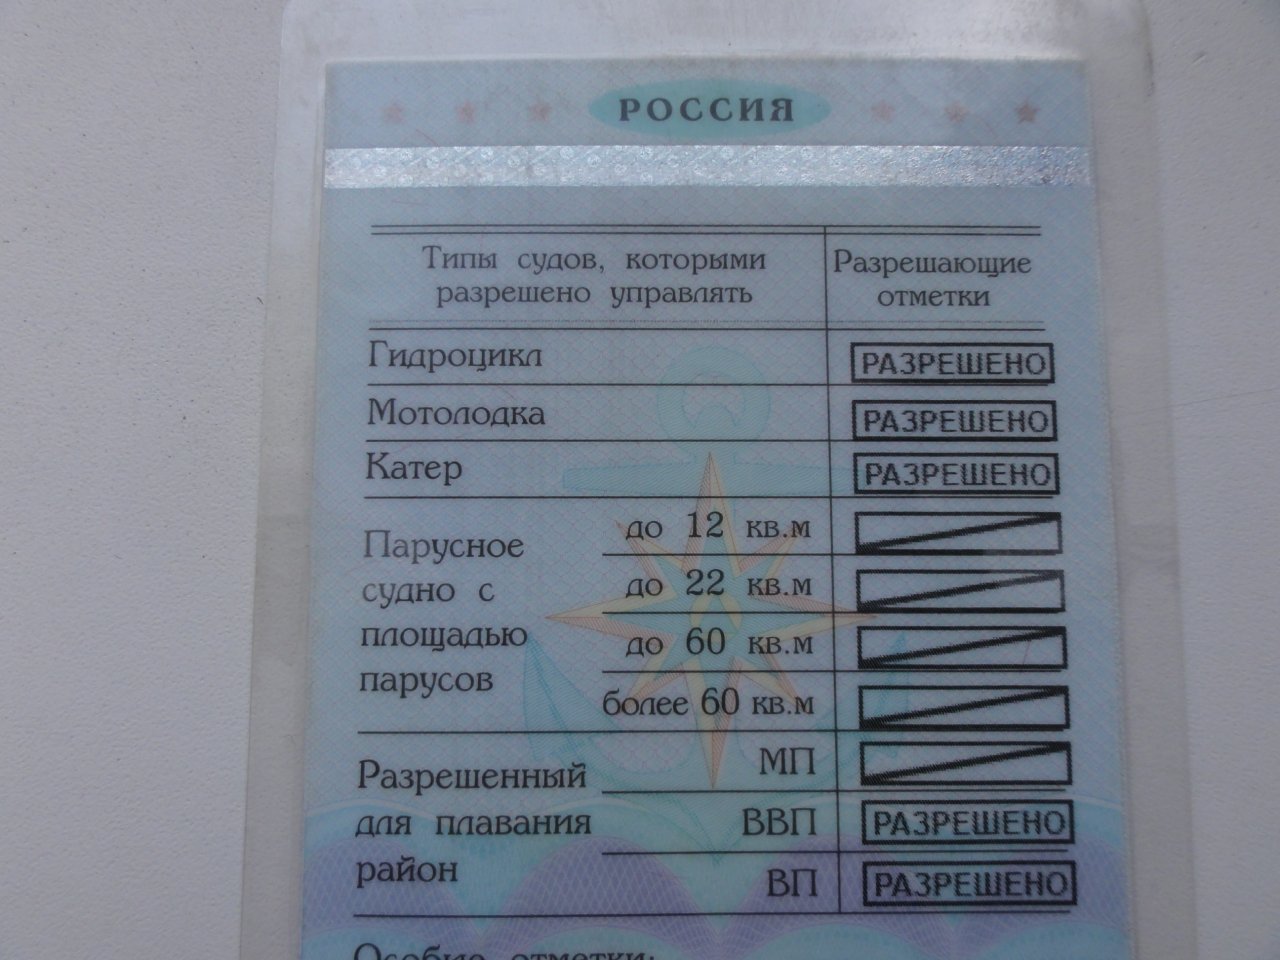 РОССИЯ
Типы судов, которыми Разрешающие
разрешено управлять отметки
Гидроцикл РАЗРЕШЕНО
Мотолодка РАЗРЕШЕНО
Катер РАЗРЕШЕНО
Парусное
судно с
площадью
парусов
до 12 кв.м
до 22 кв.м
до 60 кв.м
более 60 кв.м
Разрешенный
для плавания
район
МП
ВВП РАЗРЕШЕНО
ВП РАЗРЕШЕНО
Особые отметки: